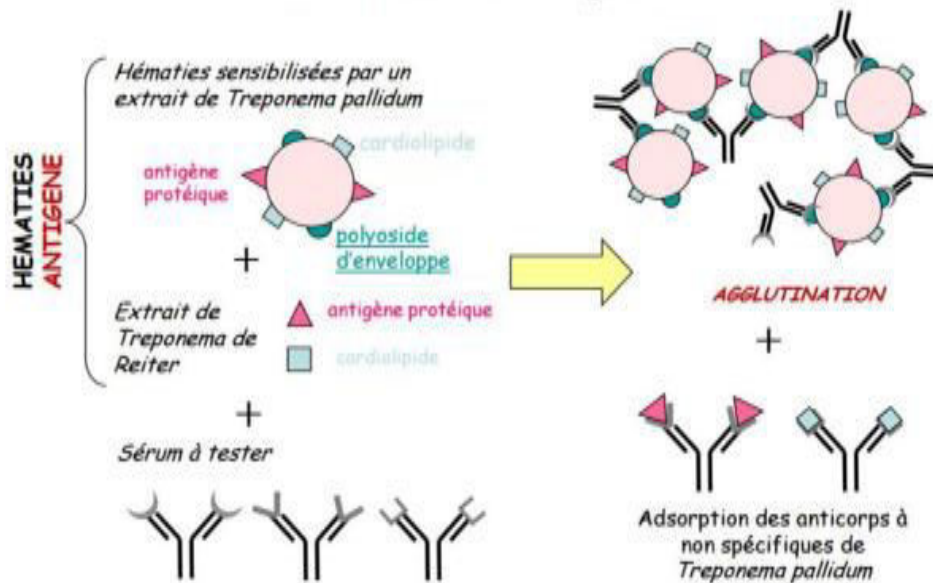 HEMATIES
ANTIGENE
Hématies sensibilisées par un
extrait de Treponema pallidum
cardiolipide
antigène
protéique
+
polyoside
d'enveloppe
Extrait de
Treponema de
Reiter
antigène protéique
cardiolipide
+
Sérum à tester
AGGLUTINATION
+
Adsorption des anticorps à
non spécifiques de
Treponema pallidum